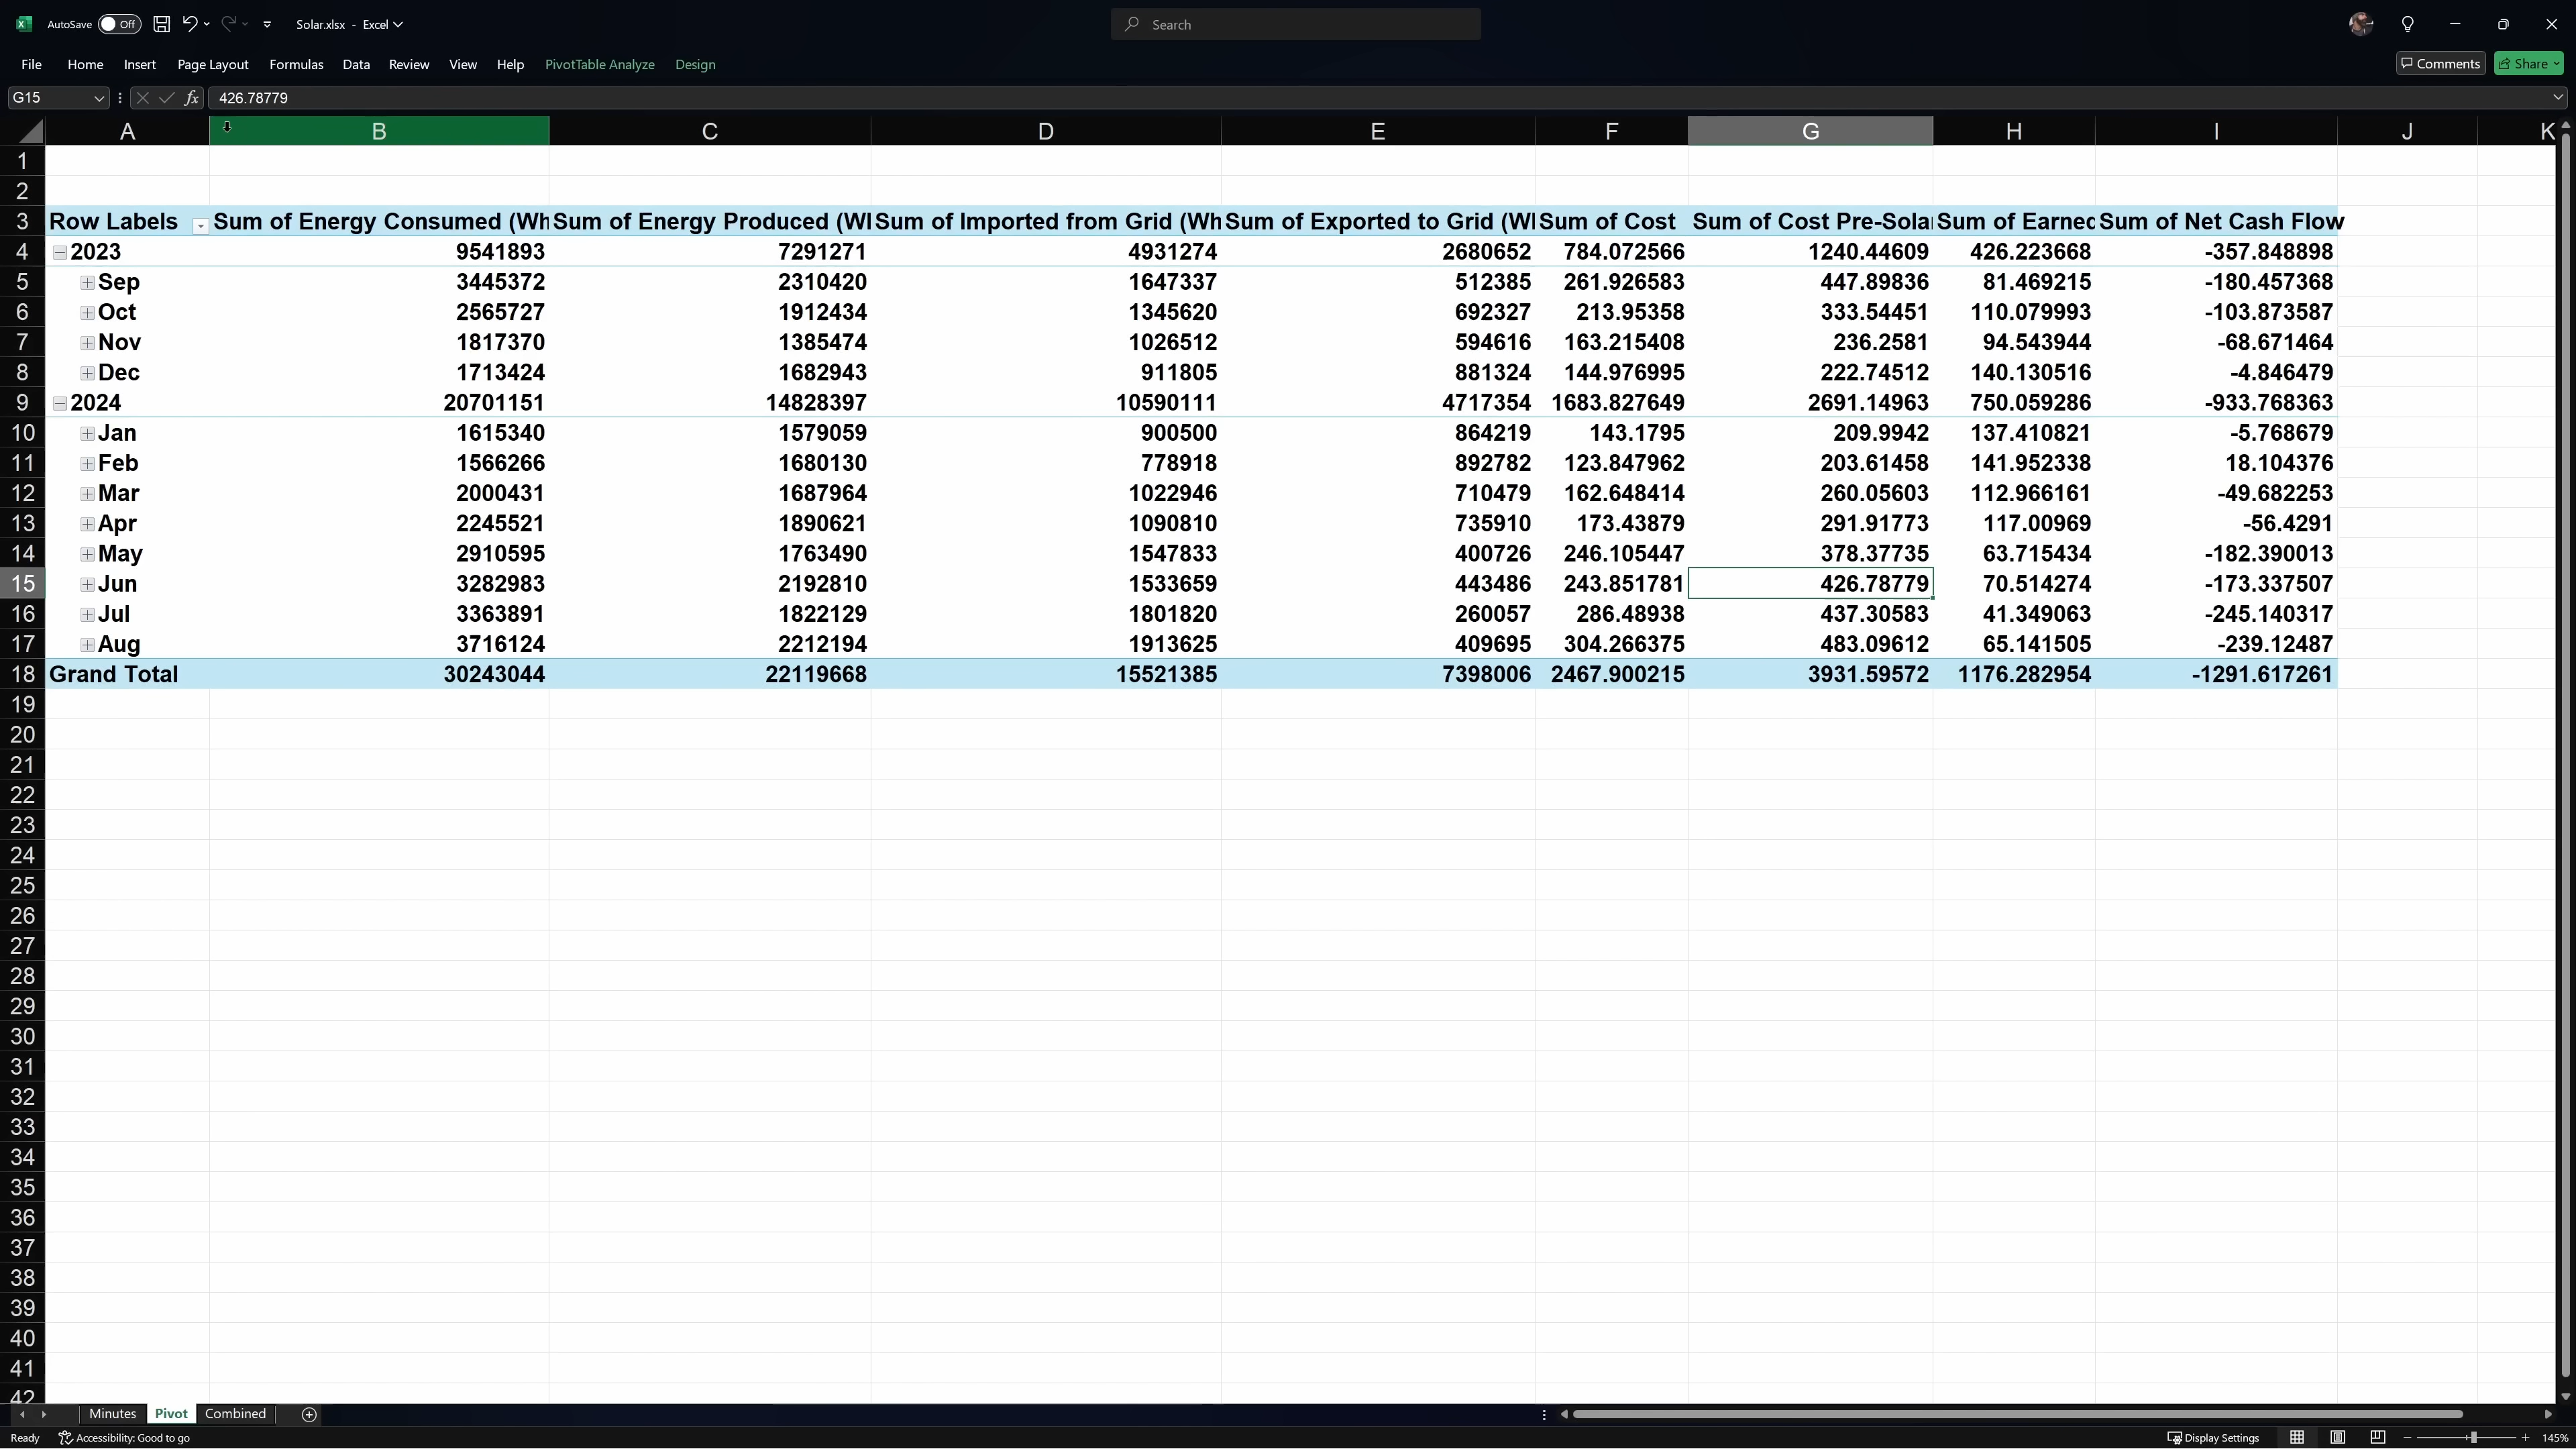 AutoSave Off Solar.xlsx - Excel Search
File Home Insert Page Layout Formulas Data Review View Help PivotTable Analyze Design Comments Share
G15 fx 426.78779
A B C D E F G H I J K
1
2
3 Row Labels Sum of Energy Consumed (Wh Sum of Energy Produced (W Sum of Imported from Grid (Wh Sum of Exported to Grid (W Sum of Cost Sum of Cost Pre-Sola Sum of Earned Sum of Net Cash Flow
4 2023 9541893 7291271 4931274 2680652 784.072566 1240.44609 426.223668 -357.848898
5 Sep 3445372 2310420 1647337 512385 261.926583 447.89836 81.469215 -180.457368
6 Oct 2565727 1912434 1345620 692327 213.95358 333.54451 110.079993 -103.873587
7 Nov 1817370 1385474 1026512 594616 163.215408 236.2581 94.543944 -68.671464
8 Dec 1713424 1682943 911805 881324 144.976995 222.74512 140.130516 -4.846479
9 2024 20701151 14828397 10590111 4717354 1683.827649 2691.14963 750.059286 -933.768363
10 Jan 1615340 1579059 900500 864219 143.1795 209.9942 137.410821 -5.768679
11 Feb 1566266 1680130 778918 892782 123.847962 203.61458 141.952338 18.104376
12 Mar 2000431 1687964 1022946 710479 162.648414 260.05603 112.966161 -49.682253
13 Apr 2245521 1890621 1090810 735910 173.43879 291.91773 117.00969 -56.4291
14 May 2910595 1763490 1547833 400726 246.105447 378.37735 63.715434 -182.390013
15 Jun 3282983 2192810 1533659 443486 243.851781 426.78779 70.514274 -173.337507
16 Jul 3363891 1822129 1801820 260057 286.48938 437.30583 41.349063 -245.140317
17 Aug 3716124 2212194 1913625 409695 304.266375 483.09612 65.141505 -239.12487
18 Grand Total 30243044 22119668 15521385 7398006 2467.900215 3931.59572 1176.282954 -1291.617261
19
20
21
22
23
24
25
26
27
28
29
30
31
32
33
34
35
36
37
38
39
40
41
42
Minutes Pivot Combined
Ready Accessibility: Good to go Display Settings 145%